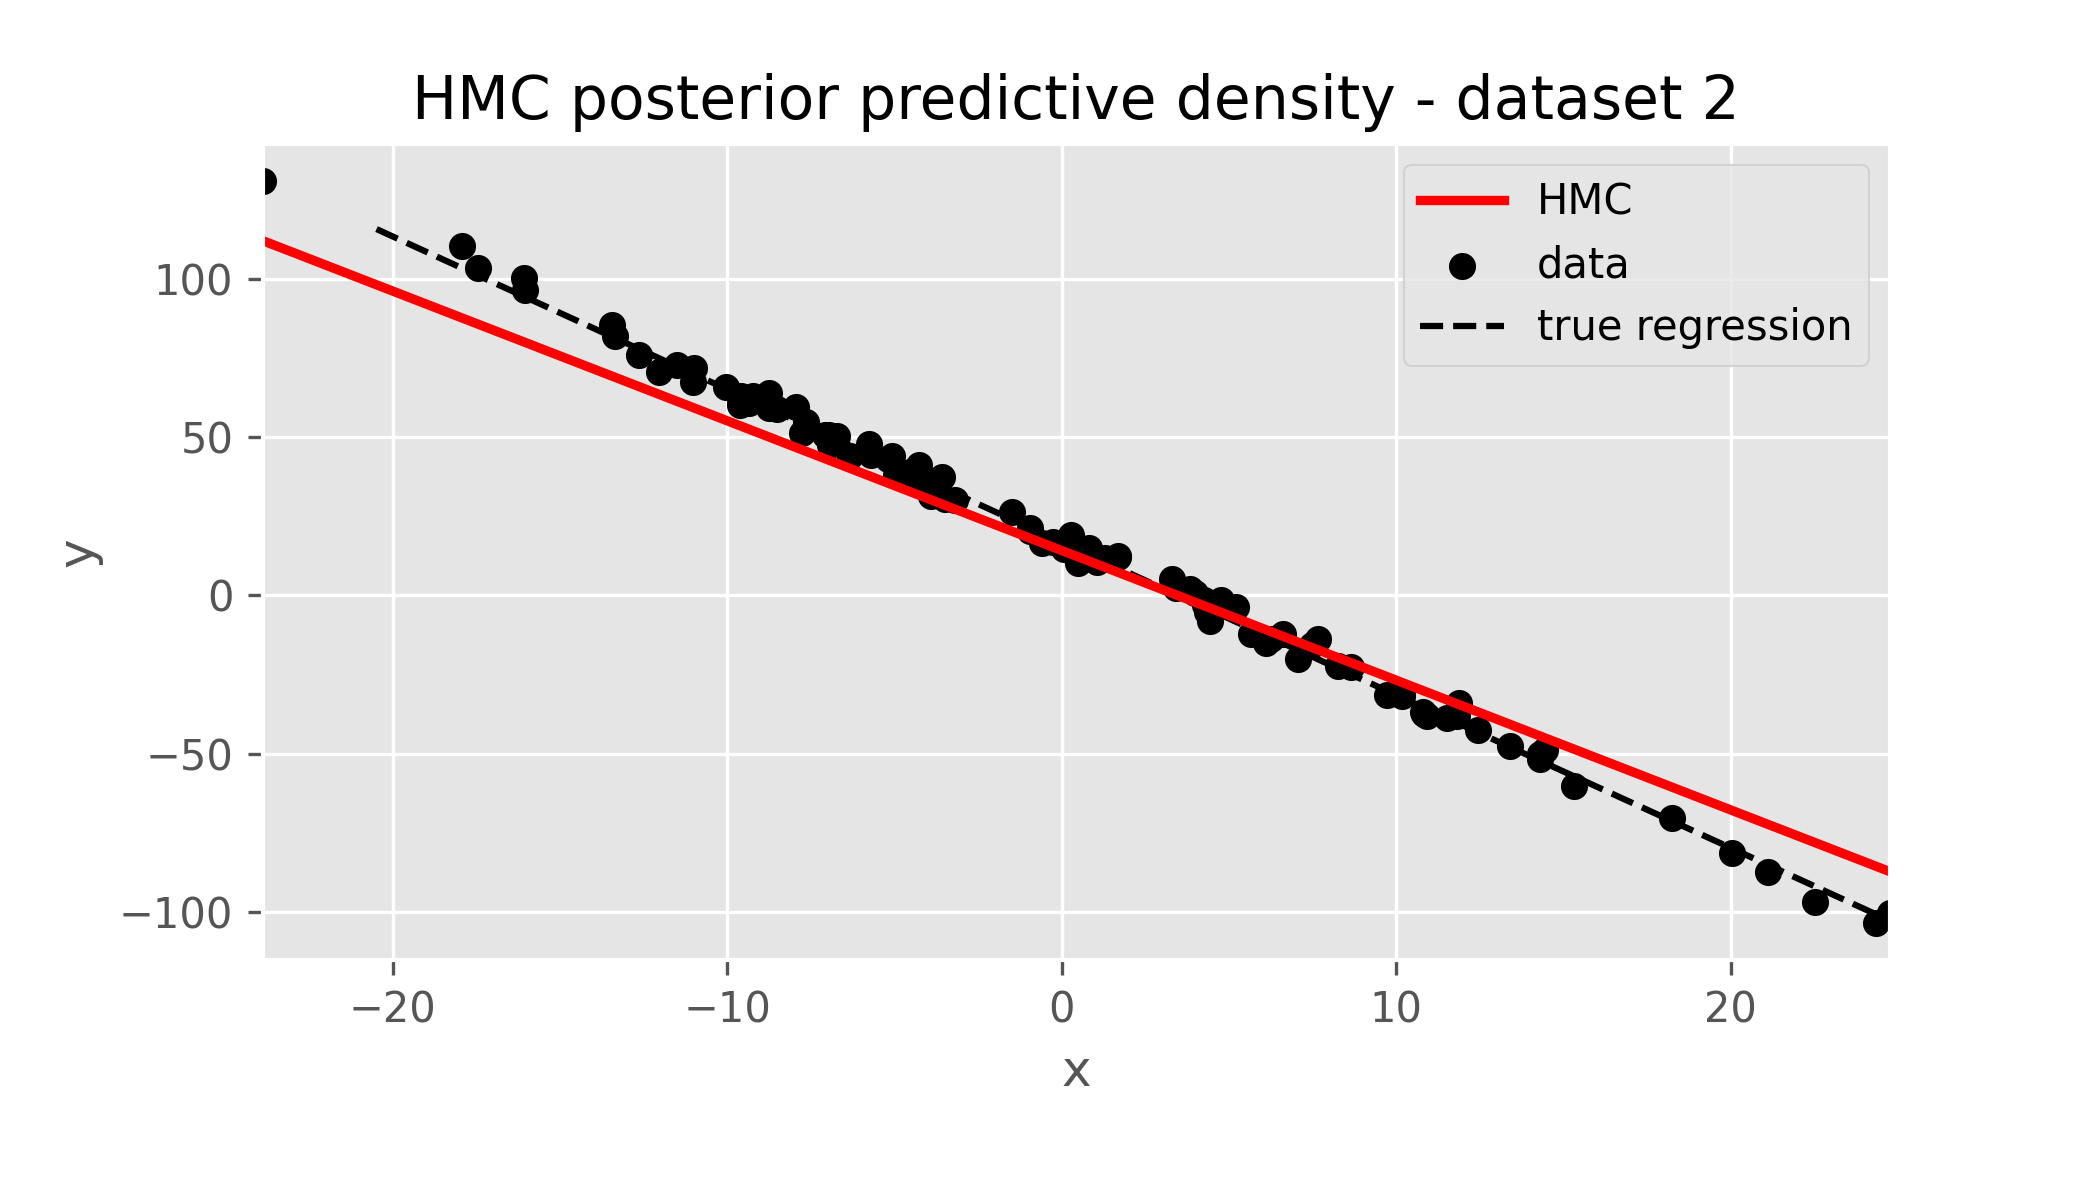 HMC posterior predictive density - dataset 2
HMC
data
true regression
100
50
0
−50
−100
y
−20
−10
0
10
20
x